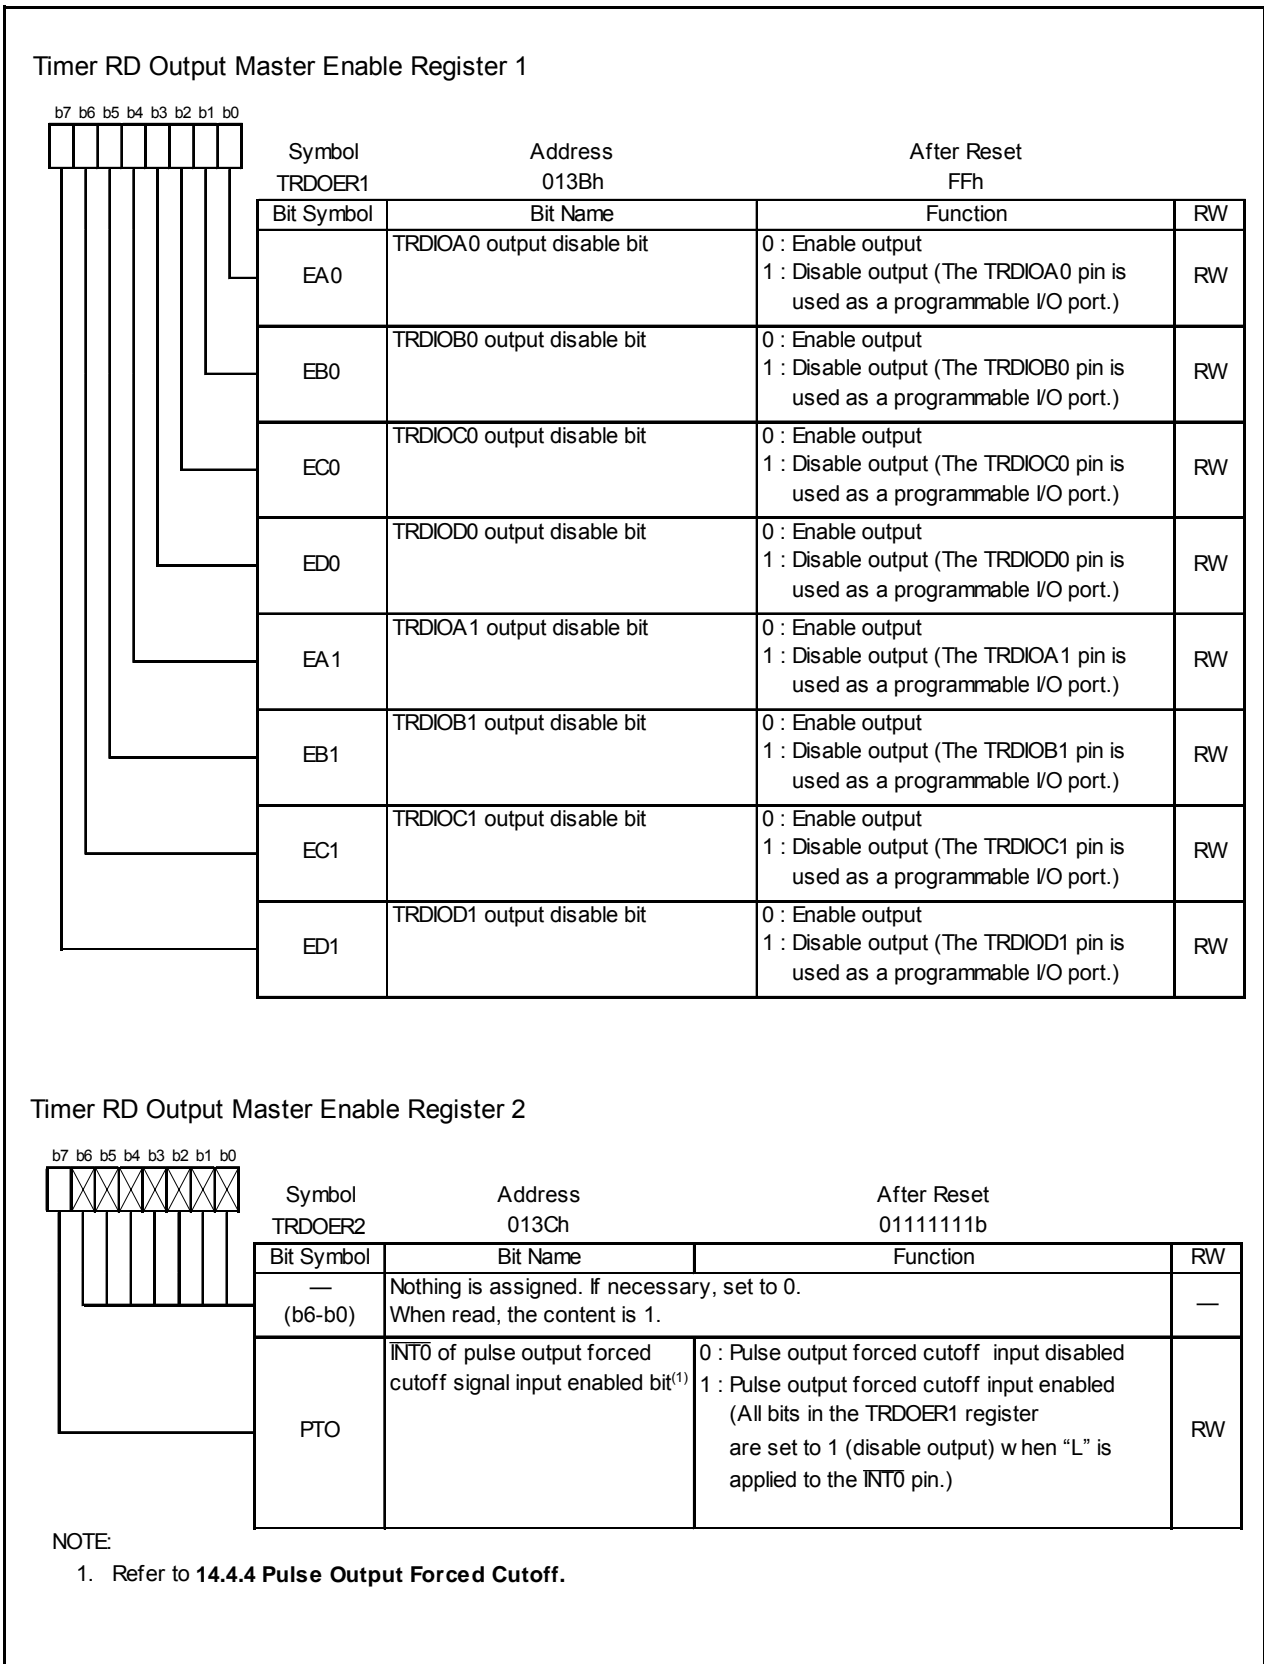 Timer RD Output Master Enable Register 1
b7 b6 b5 b4 b3 b2 b1 b0
Symbol Address After Reset
TRDOER1 013Bh FFh
Bit Symbol Bit Name Function RW
EA0 TRDIOA0 output disable bit 0 : Enable output
1 : Disable output (The TRDIOA0 pin is
used as a programmable I/O port.) RW
EB0 TRDIOB0 output disable bit 0 : Enable output
1 : Disable output (The TRDIOB0 pin is
used as a programmable I/O port.) RW
EC0 TRDIOC0 output disable bit 0 : Enable output
1 : Disable output (The TRDIOC0 pin is
used as a programmable I/O port.) RW
ED0 TRDIOD0 output disable bit 0 : Enable output
1 : Disable output (The TRDIOD0 pin is
used as a programmable I/O port.) RW
EA1 TRDIOA1 output disable bit 0 : Enable output
1 : Disable output (The TRDIOA1 pin is
used as a programmable I/O port.) RW
EB1 TRDIOB1 output disable bit 0 : Enable output
1 : Disable output (The TRDIOB1 pin is
used as a programmable I/O port.) RW
EC1 TRDIOC1 output disable bit 0 : Enable output
1 : Disable output (The TRDIOC1 pin is
used as a programmable I/O port.) RW
ED1 TRDIOD1 output disable bit 0 : Enable output
1 : Disable output (The TRDIOD1 pin is
used as a programmable I/O port.) RW
Timer RD Output Master Enable Register 2
b7 b6 b5 b4 b3 b2 b1 b0
Symbol Address After Reset
TRDOER2 013Ch 01111111b
Bit Symbol Bit Name Function RW
— Nothing is assigned. If necessary, set to 0.
(b6-b0) When read, the content is 1. —
PTO INT0 of pulse output forced
cutoff signal input enabled bit(1)
0 : Pulse output forced cutoff input disabled
1 : Pulse output forced cutoff input enabled
(All bits in the TRDOER1 register
are set to 1 (disable output) when “L” is
applied to the INT0 pin.) RW
NOTE:
1. Refer to 14.4.4 Pulse Output Forced Cutoff.